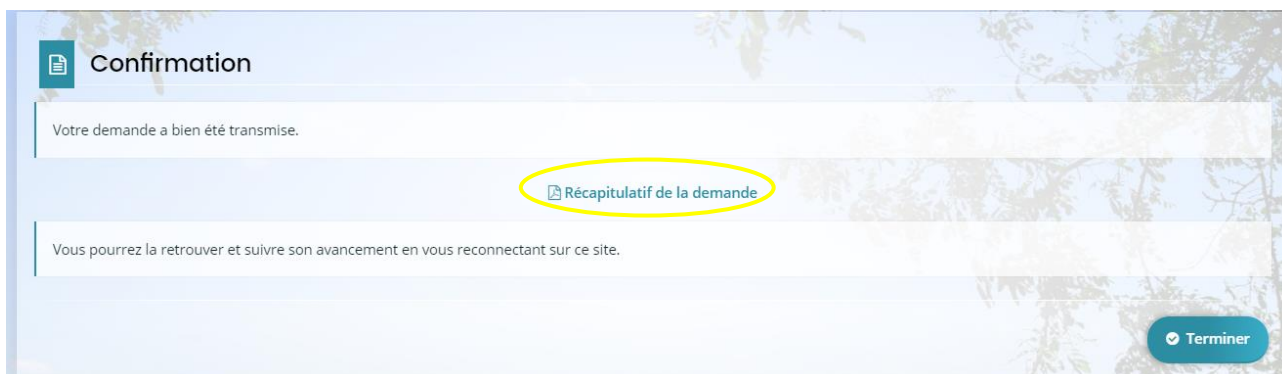 Confirmation
Votre demande a bien été transmise.
Récapitulatif de la demande
Vous pourrez la retrouver et suivre son avancement en vous reconnectant sur ce site.
Terminer